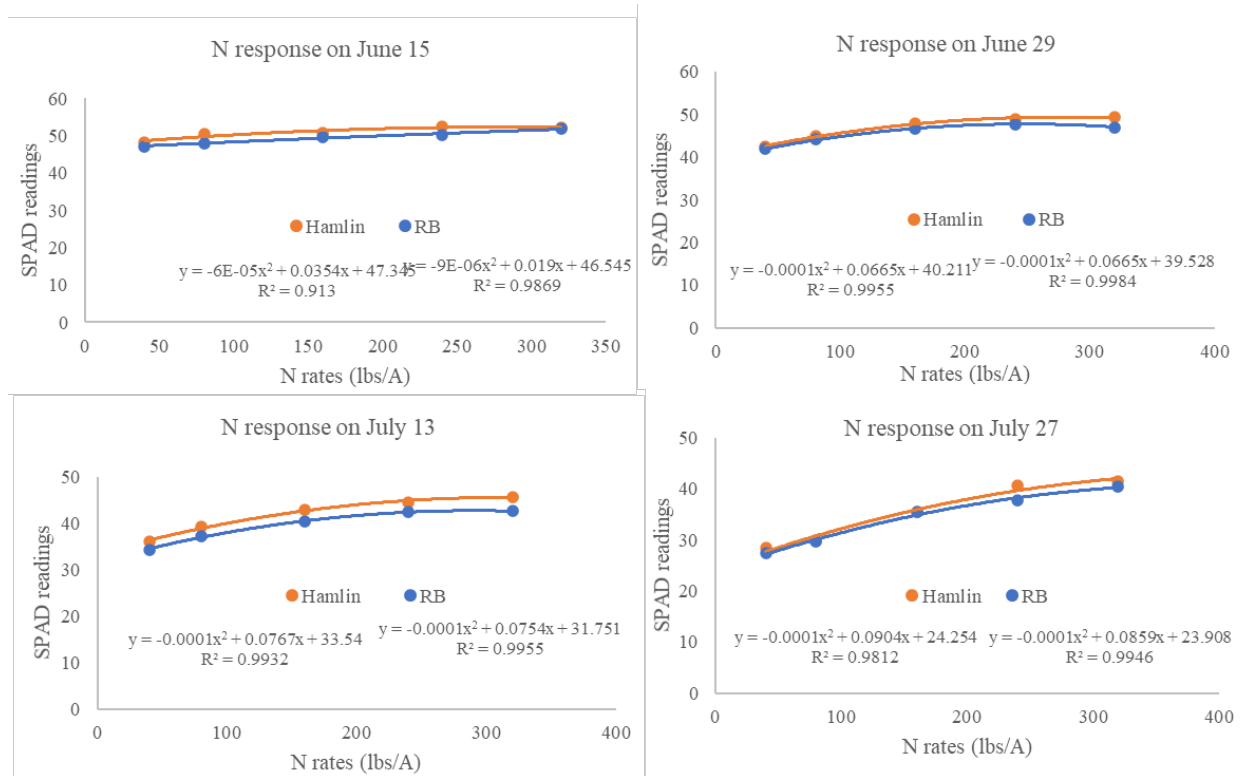 N response on June 15
60
50
40
30
20
10
0
SPAD readings
Hamlin RB
y = -6E-05x² + 0.0354x + 47.345
R² = 0.913
y = -9E-06x² + 0.019x + 46.545
R² = 0.9869
0 50 100 150 200 250 300 350
N rates (lbs/A)
N response on June 29
60
50
40
30
20
10
0
SPAD readings
Hamlin RB
y = -0.0001x² + 0.0665x + 40.211
R² = 0.9955
y = -0.0001x² + 0.0665x + 39.528
R² = 0.9984
0 100 200 300 400
N rates (lbs/A)
N response on July 13
50
40
30
20
10
0
SPAD readings
Hamlin RB
y = -0.0001x² + 0.0767x + 33.54
R² = 0.9932
y = -0.0001x² + 0.0754x + 31.751
R² = 0.9955
0 100 200 300 400
N rates (lbs/A)
N response on July 27
50
40
30
20
10
0
SPAD readings
Hamlin RB
y = -0.0001x² + 0.0904x + 24.254
R² = 0.9812
y = -0.0001x² + 0.0859x + 23.908
R² = 0.9946
0 100 200 300 400
N rates (lbs/A)